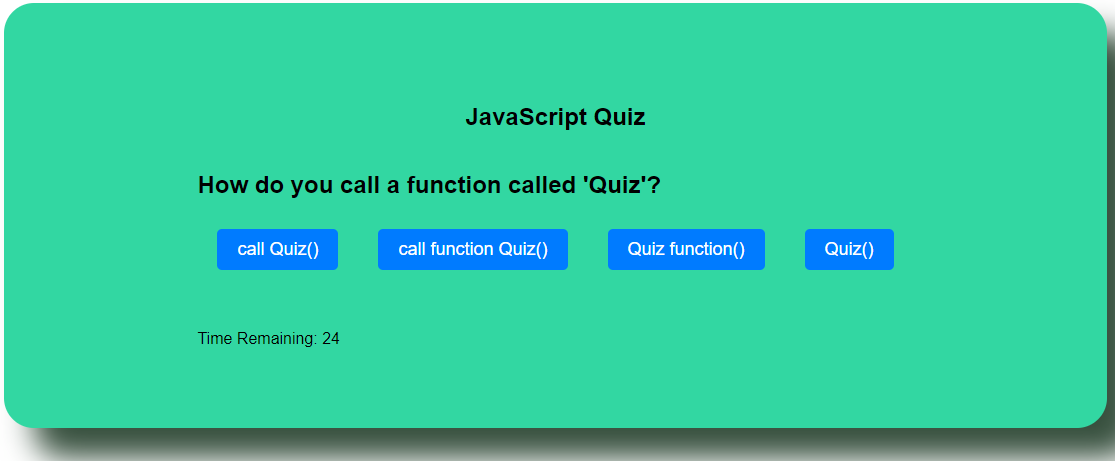 JavaScript Quiz
How do you call a function called 'Quiz'?
call Quiz() call function Quiz() Quiz function() Quiz()
Time Remaining: 24